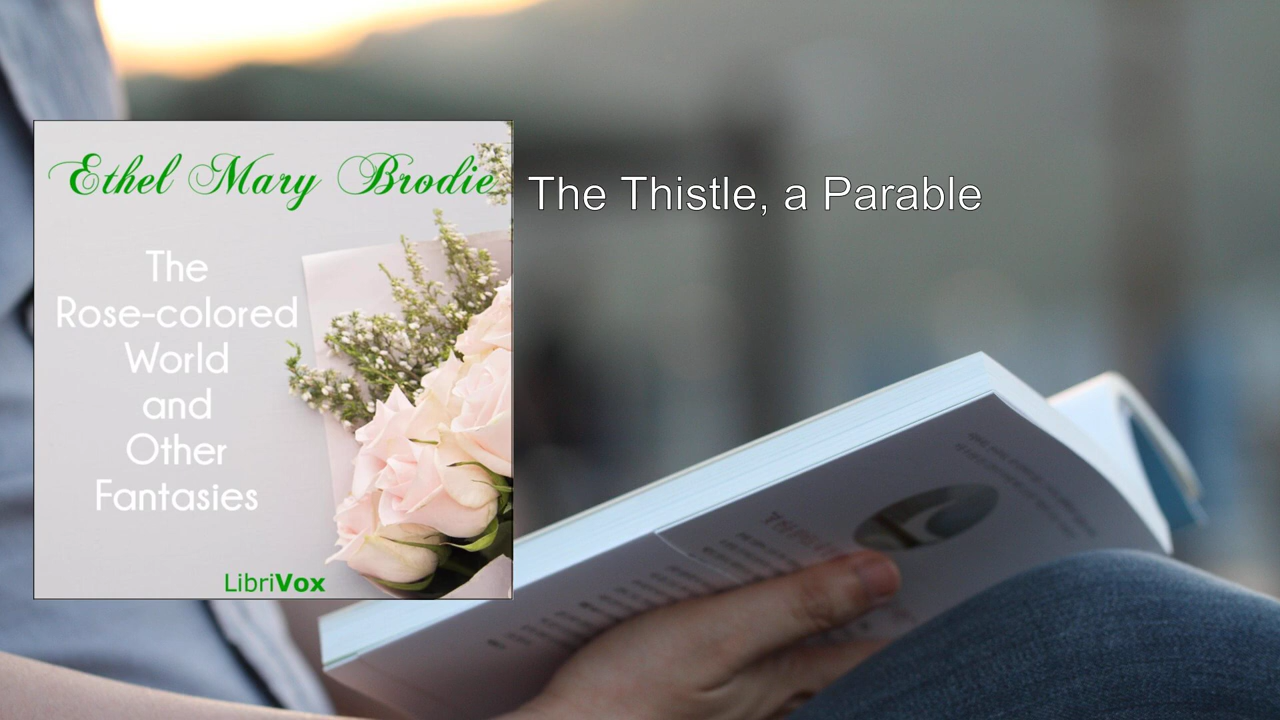 Ethel Mary Brodie
The
Rose-colored
World
and
Other
Fantasies
LibriVox
The Thistle, a Parable